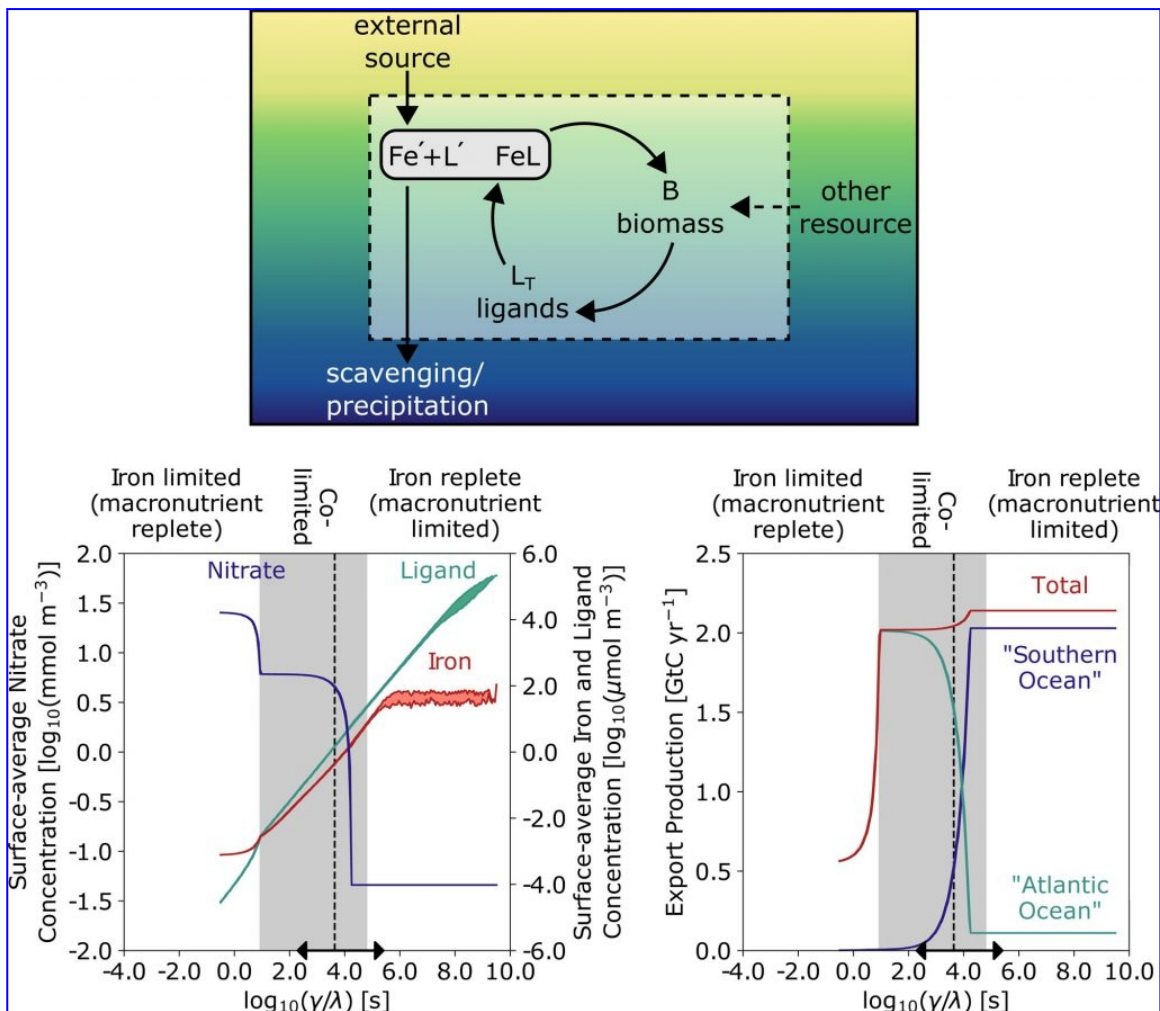 external
source
Fe´+L´ FeL
B
biomass
other
resource
L_T
ligands
scavenging/
precipitation
Iron limited
(macronutrient
replete)
Co-
limited
Iron replete
(macronutrient
limited)
Surface-average Nitrate
Concentration [log₁₀(mmol m⁻³)]
2.0
1.5
1.0
0.5
0.0
-0.5
-1.0
-1.5
-2.0
Nitrate
Ligand
Iron
6.0
4.0
2.0
0.0
-2.0
-4.0
-6.0
Surface-average Iron and Ligand
Concentration [log₁₀(μmol m⁻³)]
-4.0 -2.0 0.0 2.0 4.0 6.0 8.0 10.0
log₁₀(γ/λ) [s]
Iron limited
(macronutrient
replete)
Co-
limited
Iron replete
(macronutrient
limited)
Export Production [GtC yr⁻¹]
2.5
2.0
1.5
1.0
0.5
0.0
Total
"Southern
Ocean"
"Atlantic
Ocean"
-4.0 -2.0 0.0 2.0 4.0 6.0 8.0 10.0
log₁₀(γ/λ) [s]